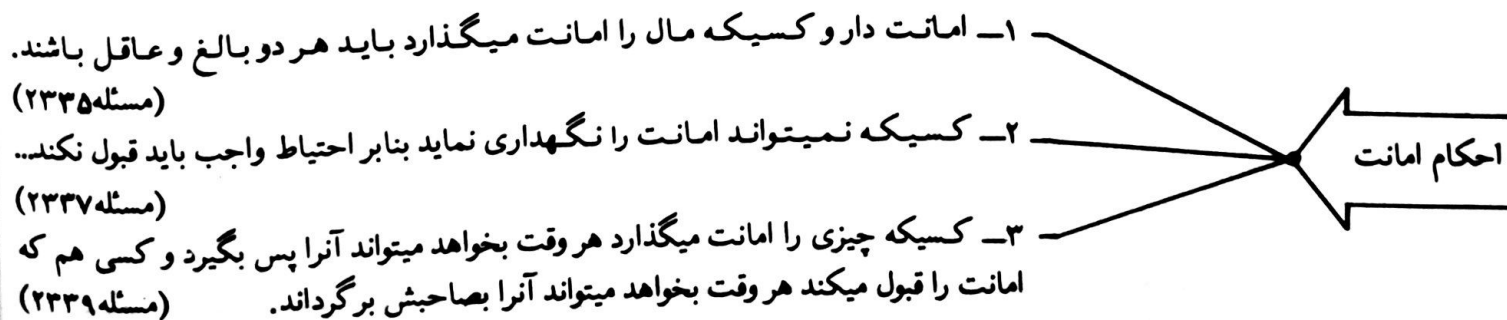 احکام امانت
۱ــ امانت دار و کسیکه مال را امانت میگذارد باید هر دو بالغ و عاقل باشند.
(مسئله۲۳۳۵)
۲ــ کسیکه نمیتواند امانت را نگهداری نماید بنابر احتیاط واجب باید قبول نکند...
(مسئله۲۳۳۷)
۳ــ کسیکه چیزی را امانت میگذارد هر وقت بخواهد میتواند آنرا پس بگیرد و کسی هم که
امانت را قبول میکند هر وقت بخواهد میتواند آنرا بصاحبش برگرداند. (مسئله۲۳۳۹)